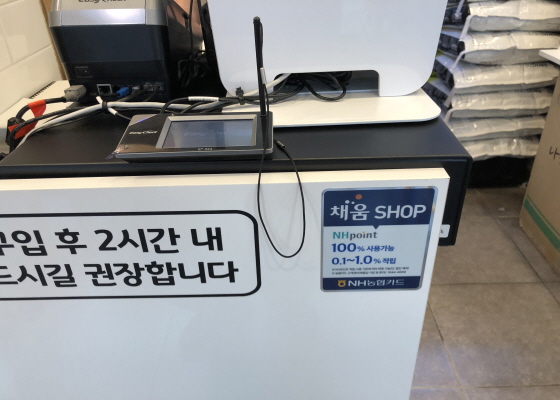 구입 후 2시간 내
드시길 권장합니다
채움 SHOP
NHpoint
100% 사용가능
0.1~1.0% 적립
NH농협카드